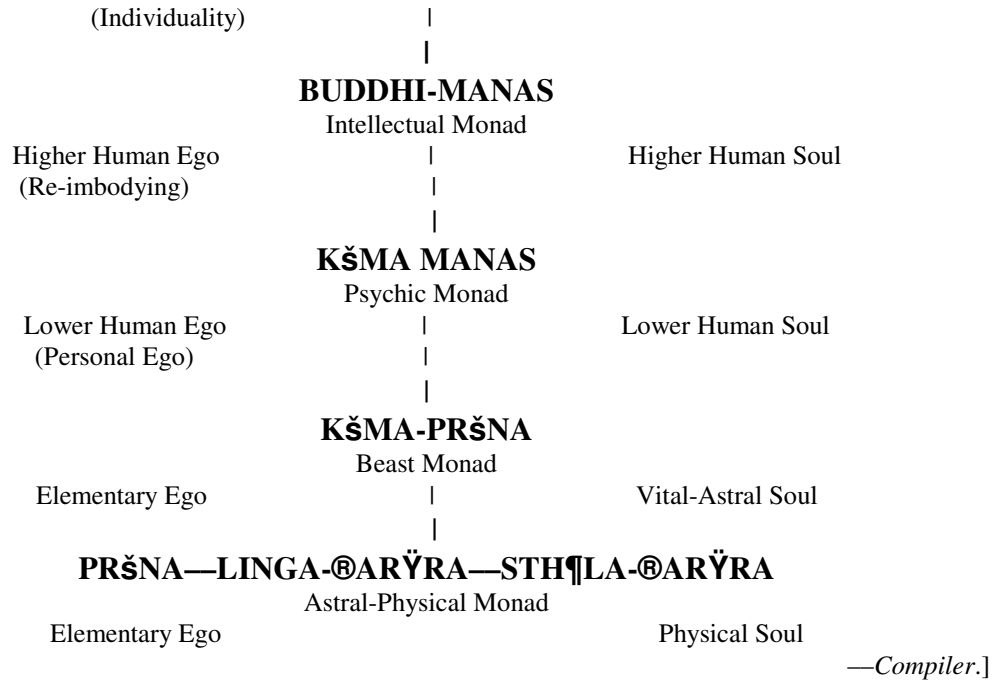 (Individuality) |
|
BUDDHI-MANAS
Intellectual Monad
Higher Human Ego | Higher Human Soul
(Re-imbodying) |
|
KšMA MANAS
Psychic Monad
Lower Human Ego | Lower Human Soul
(Personal Ego) |
|
KšMA-PRšNA
Beast Monad
Elementary Ego | Vital-Astral Soul
|
PRšNA—LINGA-®ARŸRA—STH¶LA-®ARŸRA
Astral-Physical Monad
Elementary Ego Physical Soul
—Compiler.]